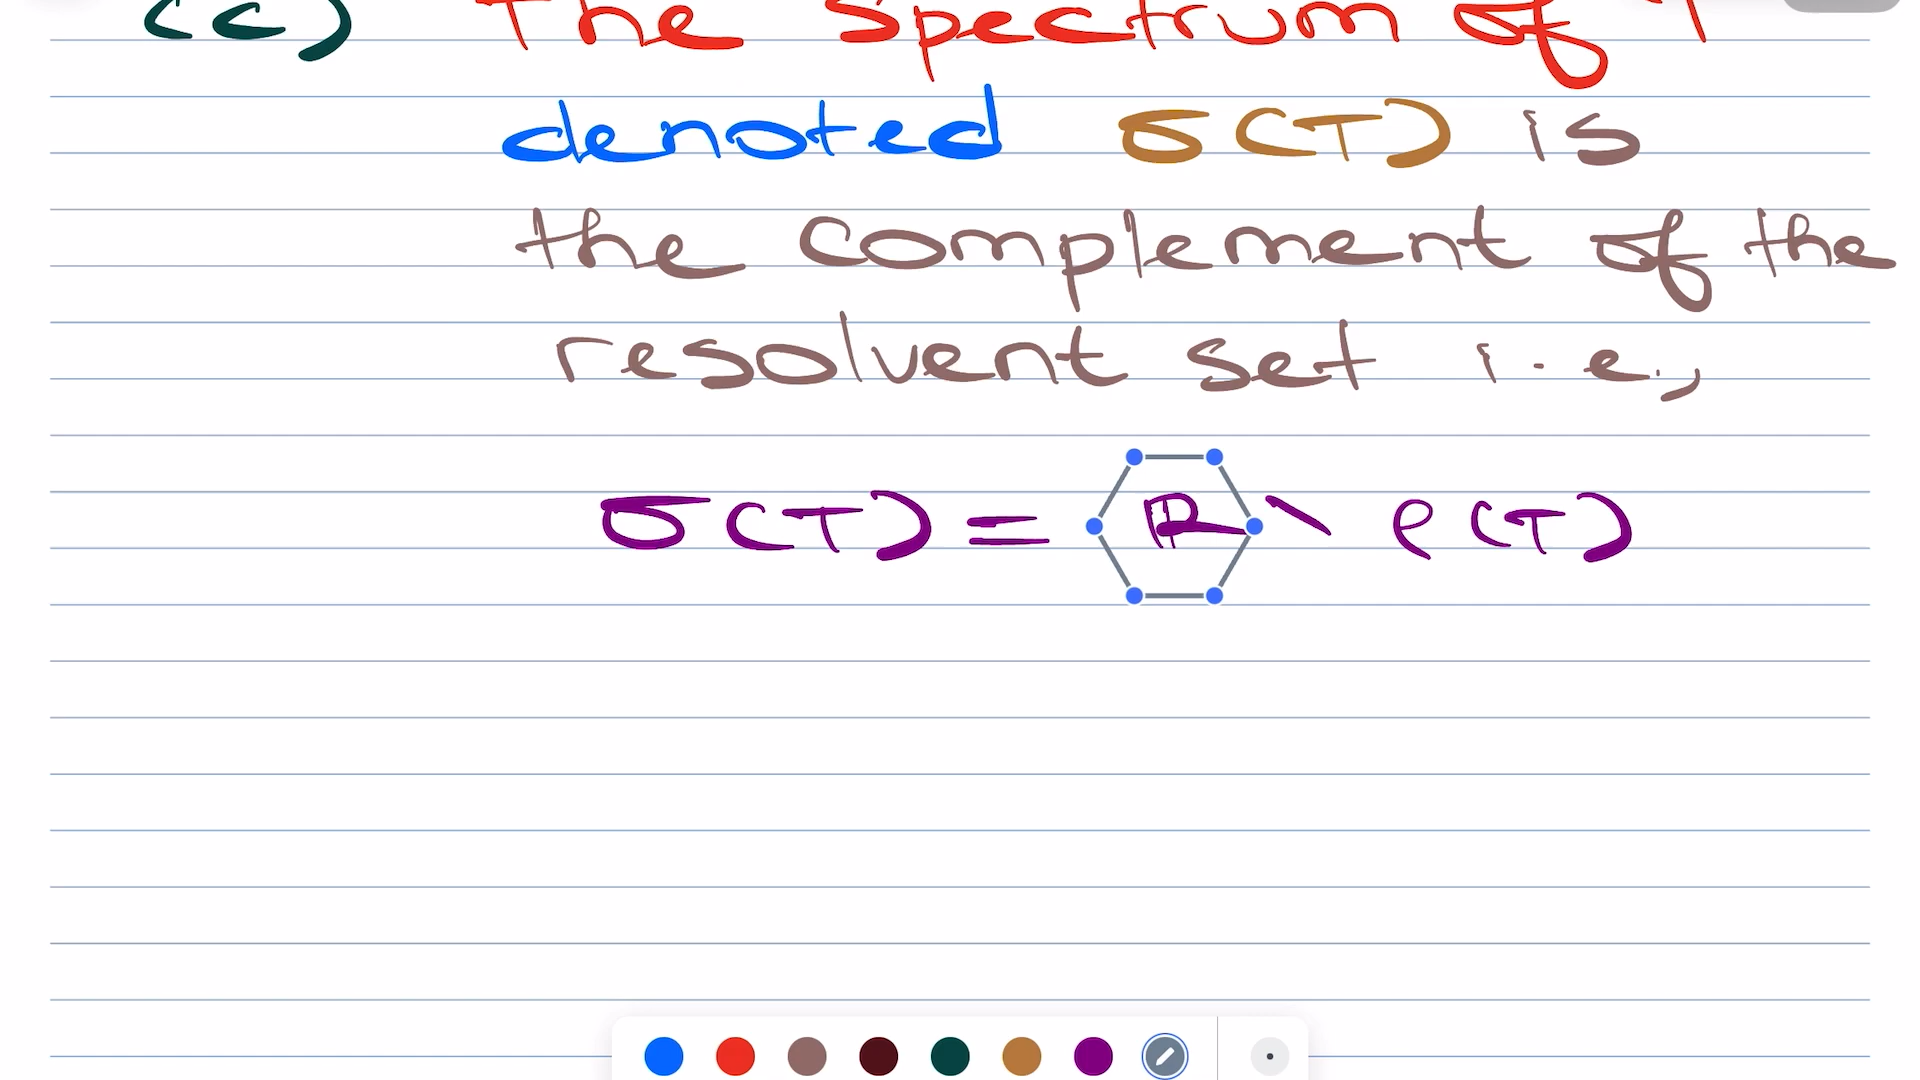 (c) The spectrum of T
denoted σ(T) is
the complement of the
resolvent set i.e.,
σ(T) = ℝ \ ρ(T)